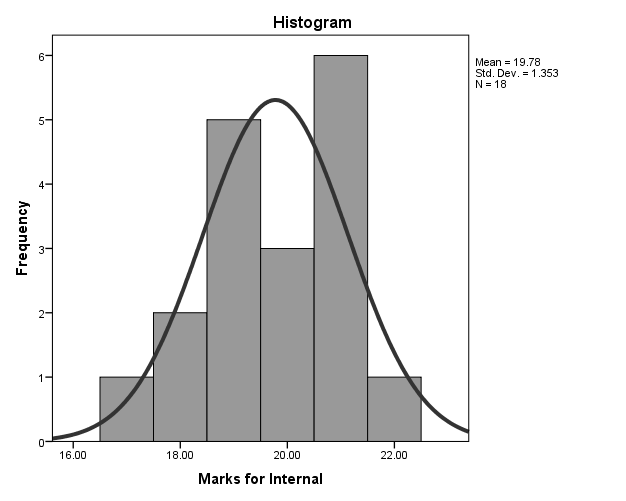 Histogram
Mean = 19.78
Std. Dev. = 1.353
N = 18
6
5
4
3
2
1
0
Frequency
16.00 18.00 20.00 22.00
Marks for Internal